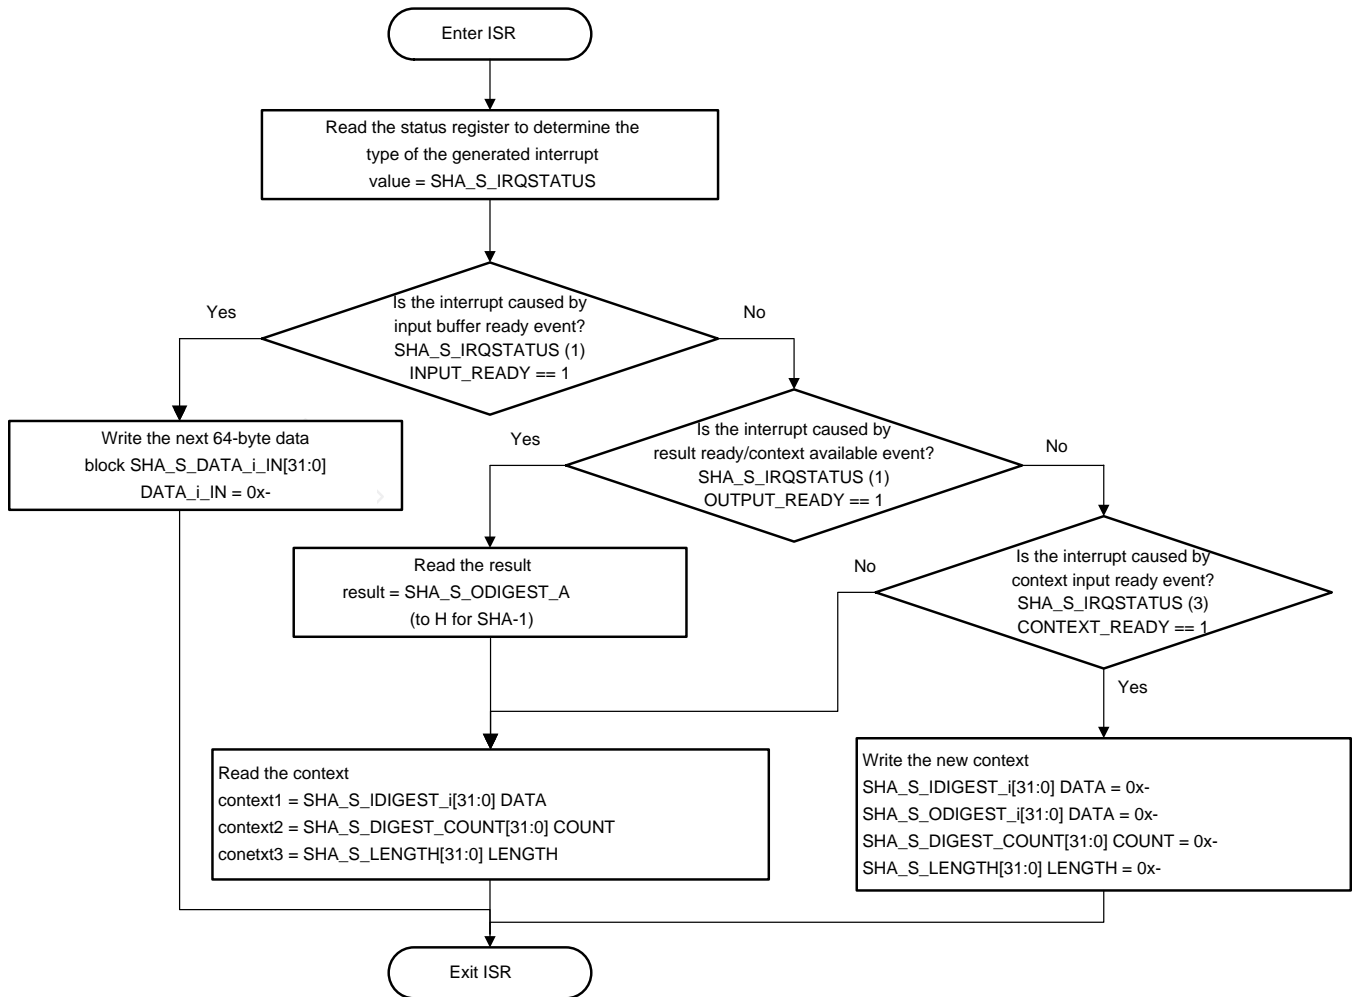 Enter ISR
Read the status register to determine the
type of the generated interrupt
value = SHA_S_IRQSTATUS
Is the interrupt caused by
input buffer ready event?
SHA_S_IRQSTATUS (1)
INPUT_READY == 1
Yes
No
Write the next 64-byte data
block SHA_S_DATA_i_IN[31:0]
DATA_i_IN = 0x-
Is the interrupt caused by
result ready/context available event?
SHA_S_IRQSTATUS (1)
OUTPUT_READY == 1
Yes
No
Read the result
result = SHA_S_ODIGEST_A
(to H for SHA-1)
Is the interrupt caused by
context input ready event?
SHA_S_IRQSTATUS (3)
CONTEXT_READY == 1
No
Yes
Read the context
context1 = SHA_S_IDIGEST_i[31:0] DATA
context2 = SHA_S_DIGEST_COUNT[31:0] COUNT
conetxt3 = SHA_S_LENGTH[31:0] LENGTH
Write the new context
SHA_S_IDIGEST_i[31:0] DATA = 0x-
SHA_S_ODIGEST_i[31:0] DATA = 0x-
SHA_S_DIGEST_COUNT[31:0] COUNT = 0x-
SHA_S_LENGTH[31:0] LENGTH = 0x-
Exit ISR